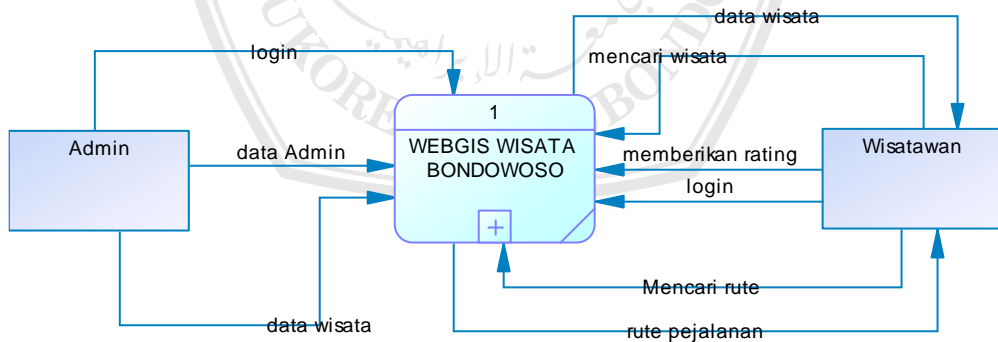 data wisata
login
mencari wisata
1
Admin
WEBGIS WISATA
BONDOWOSO
Wisatawan
data Admin
memberikan rating
login
Mencari rute
data wisata
rute pejalanan